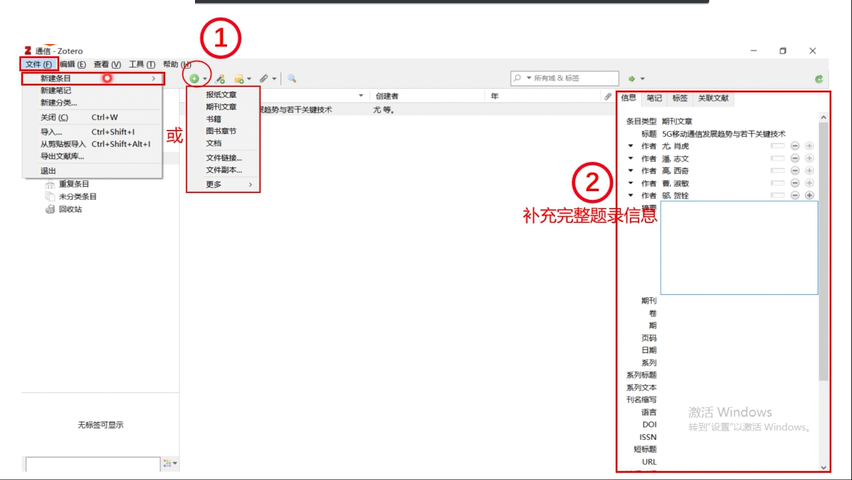 ①
通信 - Zotero
文件 (F) 编辑 (E) 查看 (V) 工具 (T) 帮助 (H)
新建条目
新建笔记
新建分类...
关闭 (C) Ctrl+W
导入... Ctrl+Shift+I
从剪贴板导入 Ctrl+Shift+Alt+I
导出文献库...
退出
重复条目
未分类条目
回收站
无标签可显示
或
报纸文章
期刊文章
书籍
图书章节
文档
文件链接...
文件副本...
更多
所有域 & 标签
创建者
年
展趋势与若干关键技术
尤 等。
②
补充完整题录信息
信息 笔记 标签 关联文献
条目类型 期刊文章
标题 5G移动通信发展趋势与若干关键技术
作者 尤, 肖虎
作者 潘, 志文
作者 高, 西奇
作者 曹, 淑敏
作者 邬, 贺铨
摘要
期刊
卷
期
页码
日期
系列
系列标题
系列文本
刊名缩写
语言
DOI
ISSN
短标题
URL
激活 Windows
转到"设置"以激活 Windows。